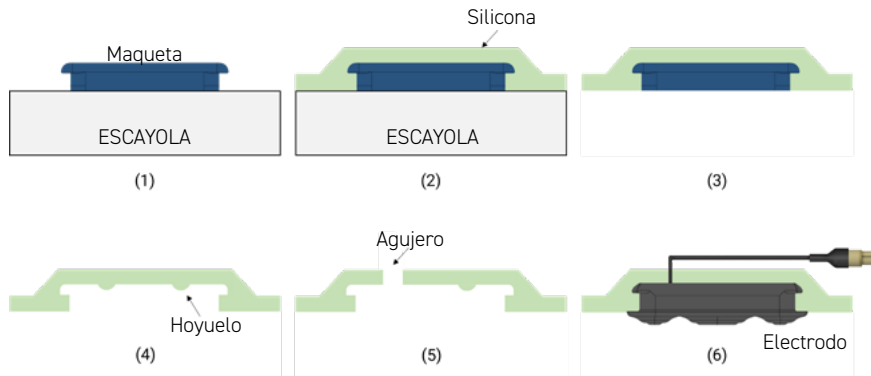 Silicona
Maqueta
ESCAYOLA
ESCAYOLA
(1)
(2)
(3)
Agujero
Hoyuelo
Electrodo
(4)
(5)
(6)